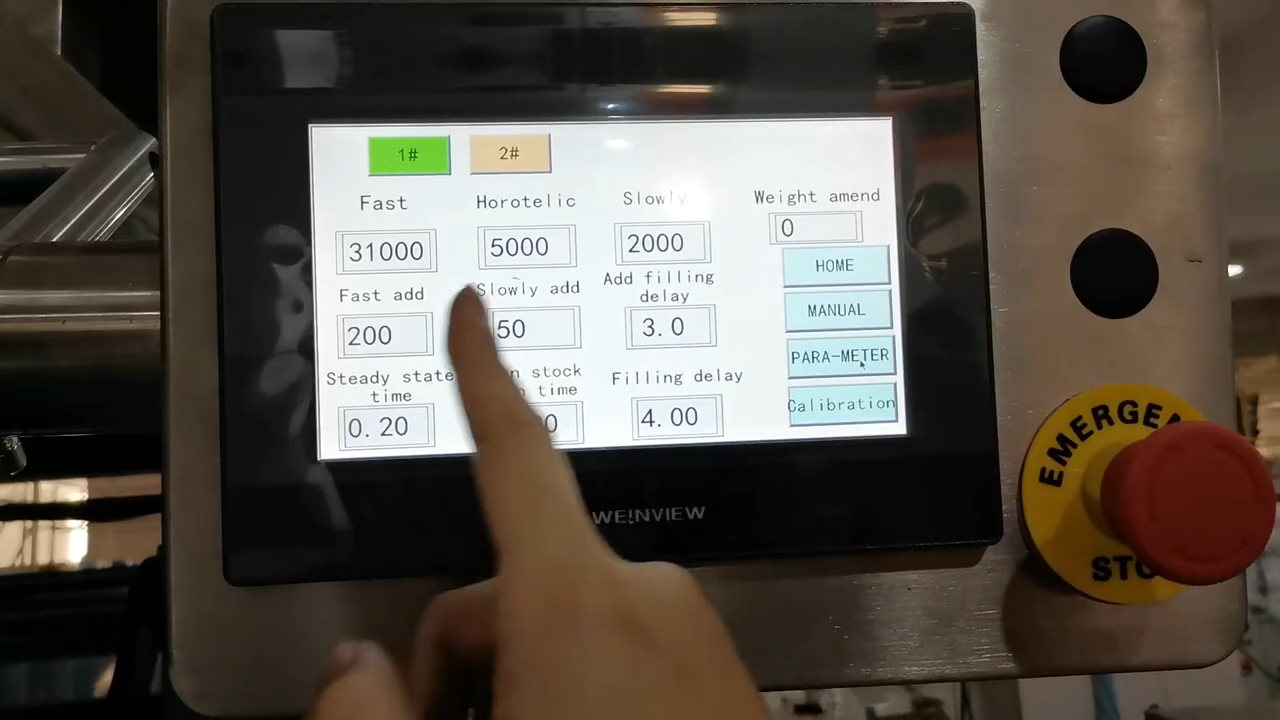 1#
2#
Fast
Horotelic
Slowly
Weight amend
31000
5000
2000
0
HOME
Fast add
Slowly add
Add filling
delay
MANUAL
200
50
3.0
PARA-METER
Steady state
time
stock
time
Filling delay
Calibration
0.20
0
4.00
WEINVIEW
EMERGEN
STO